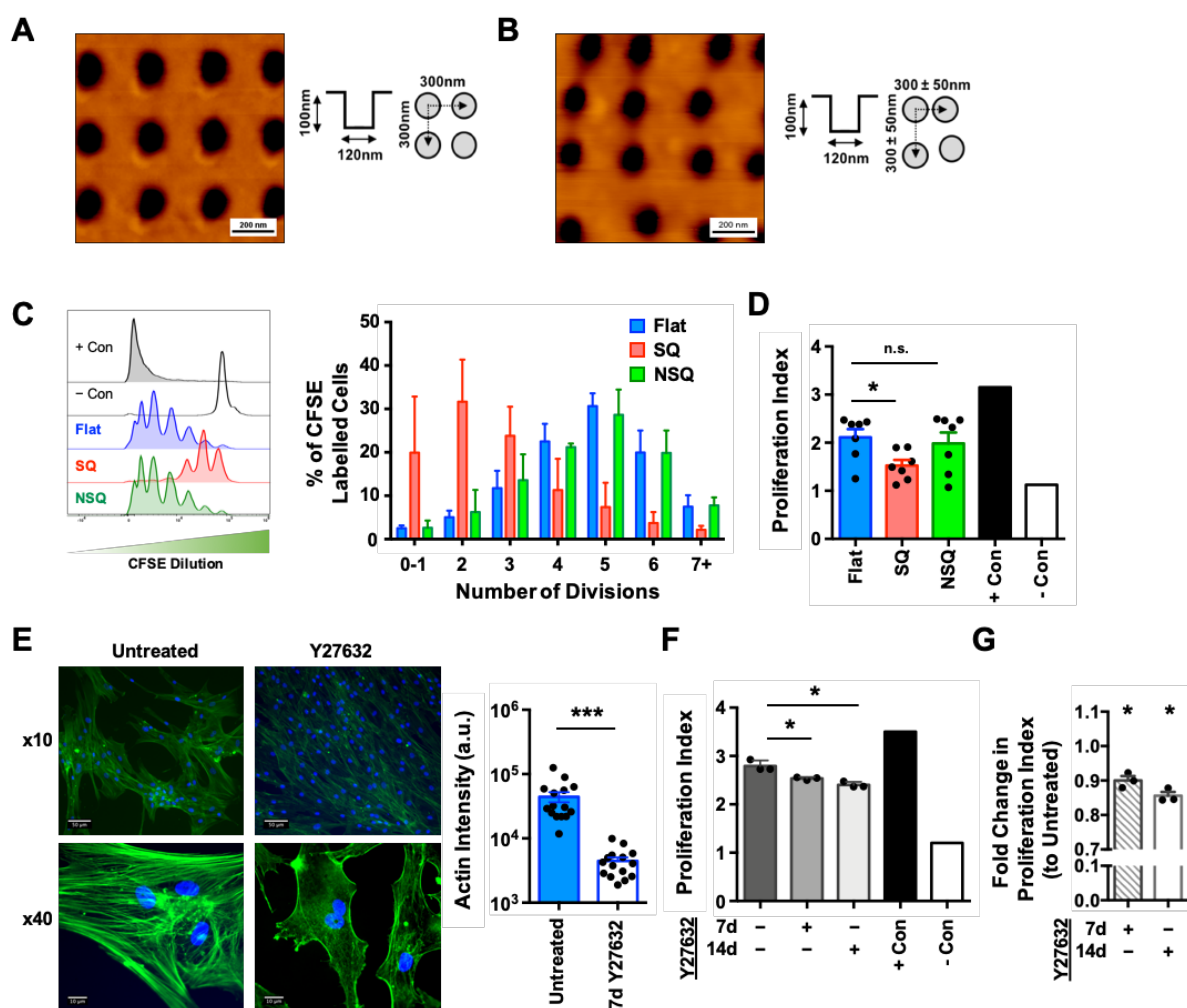 A
300nm
100nm
300nm
120nm
200 nm
B
300 ± 50nm
100nm
300 ± 50nm
120nm
200 nm
C
+ Con
– Con
Flat
SQ
NSQ
CFSE Dilution
% of CFSE
Labelled Cells
50
40
30
20
10
0
Flat
SQ
NSQ
0-1 2 3 4 5 6 7+
Number of Divisions
D
Proliferation Index
4
3
2
1
0
n.s.
*
Flat
SQ
NSQ
+ Con
- Con
E
Untreated
Y27632
x10
50 µm
50 µm
x40
10 µm
10 µm
Actin Intensity (a.u.)
10⁶
10⁵
10⁴
10³
***
Untreated
7d Y27632
F
Proliferation Index
4
3
2
1
0
*
*
Y27632
7d – + –
14d – – +
+ Con
- Con
G
Fold Change in
Proliferation Index
(to Untreated)
1.1
1.0
0.9
0.8
0.7
0.1
0.0
* *
Y27632
7d + –
14d – +